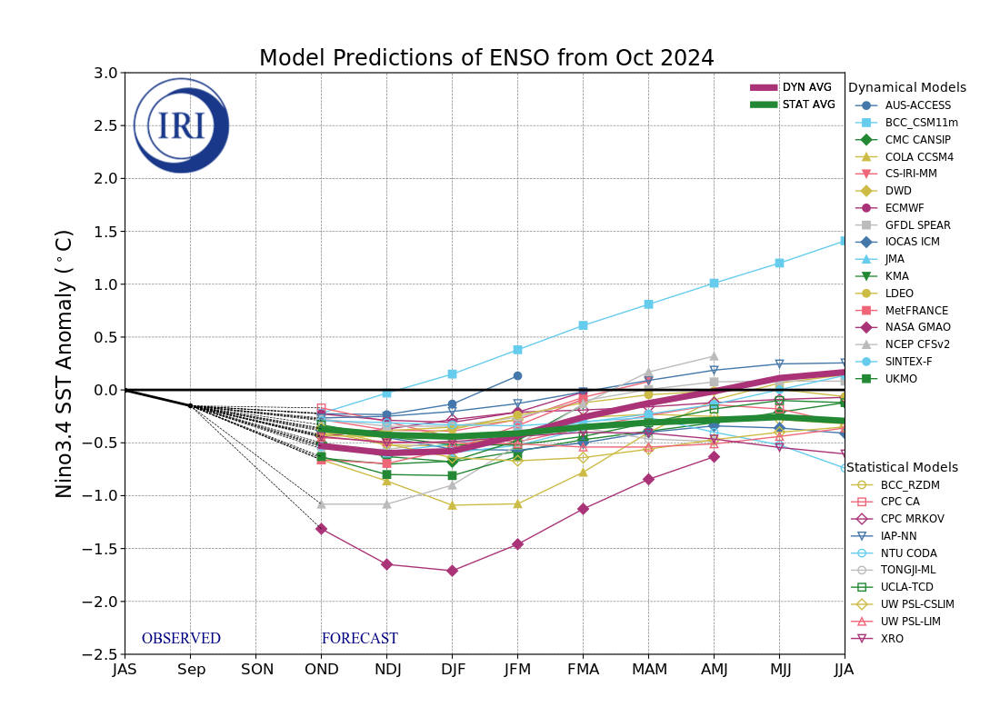 Model Predictions of ENSO from Oct 2024
IRI
DYN AVG
STAT AVG
Nino3.4 SST Anomaly (°C)
3.0
2.5
2.0
1.5
1.0
0.5
0.0
−0.5
−1.0
−1.5
−2.0
−2.5
OBSERVED
FORECAST
JAS Sep SON OND NDJ DJF JFM FMA MAM AMJ MJJ JJA
Dynamical Models
AUS-ACCESS
BCC_CSM11m
CMC CANSIP
COLA CCSM4
CS-IRI-MM
DWD
ECMWF
GFDL SPEAR
IOCAS ICM
JMA
KMA
LDEO
MetFRANCE
NASA GMAO
NCEP CFSv2
SINTEX-F
UKMO
Statistical Models
BCC_RZDM
CPC CA
CPC MRKOV
IAP-NN
NTU CODA
TONGJI-ML
UCLA-TCD
UW PSL-CSLIM
UW PSL-LIM
XRO